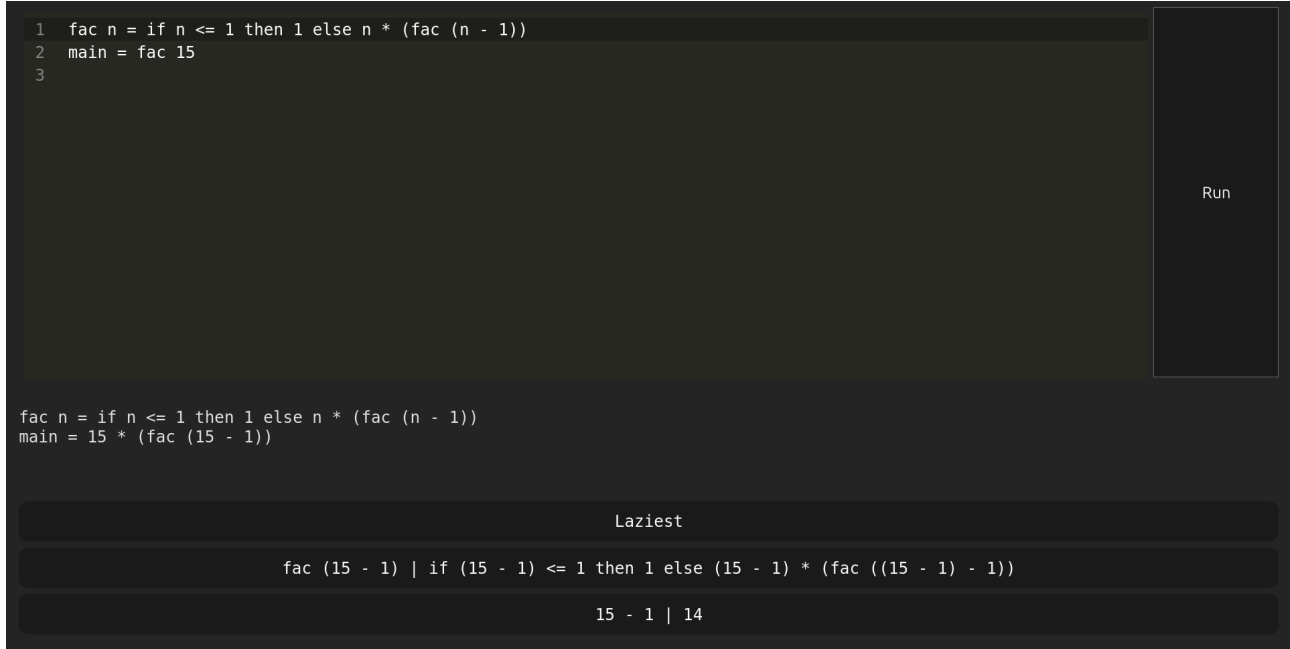 1 fac n = if n <= 1 then 1 else n * (fac (n - 1))
2 main = fac 15
3
Run
fac n = if n <= 1 then 1 else n * (fac (n - 1))
main = 15 * (fac (15 - 1))
Laziest
fac (15 - 1) | if (15 - 1) <= 1 then 1 else (15 - 1) * (fac ((15 - 1) - 1))
15 - 1 | 14